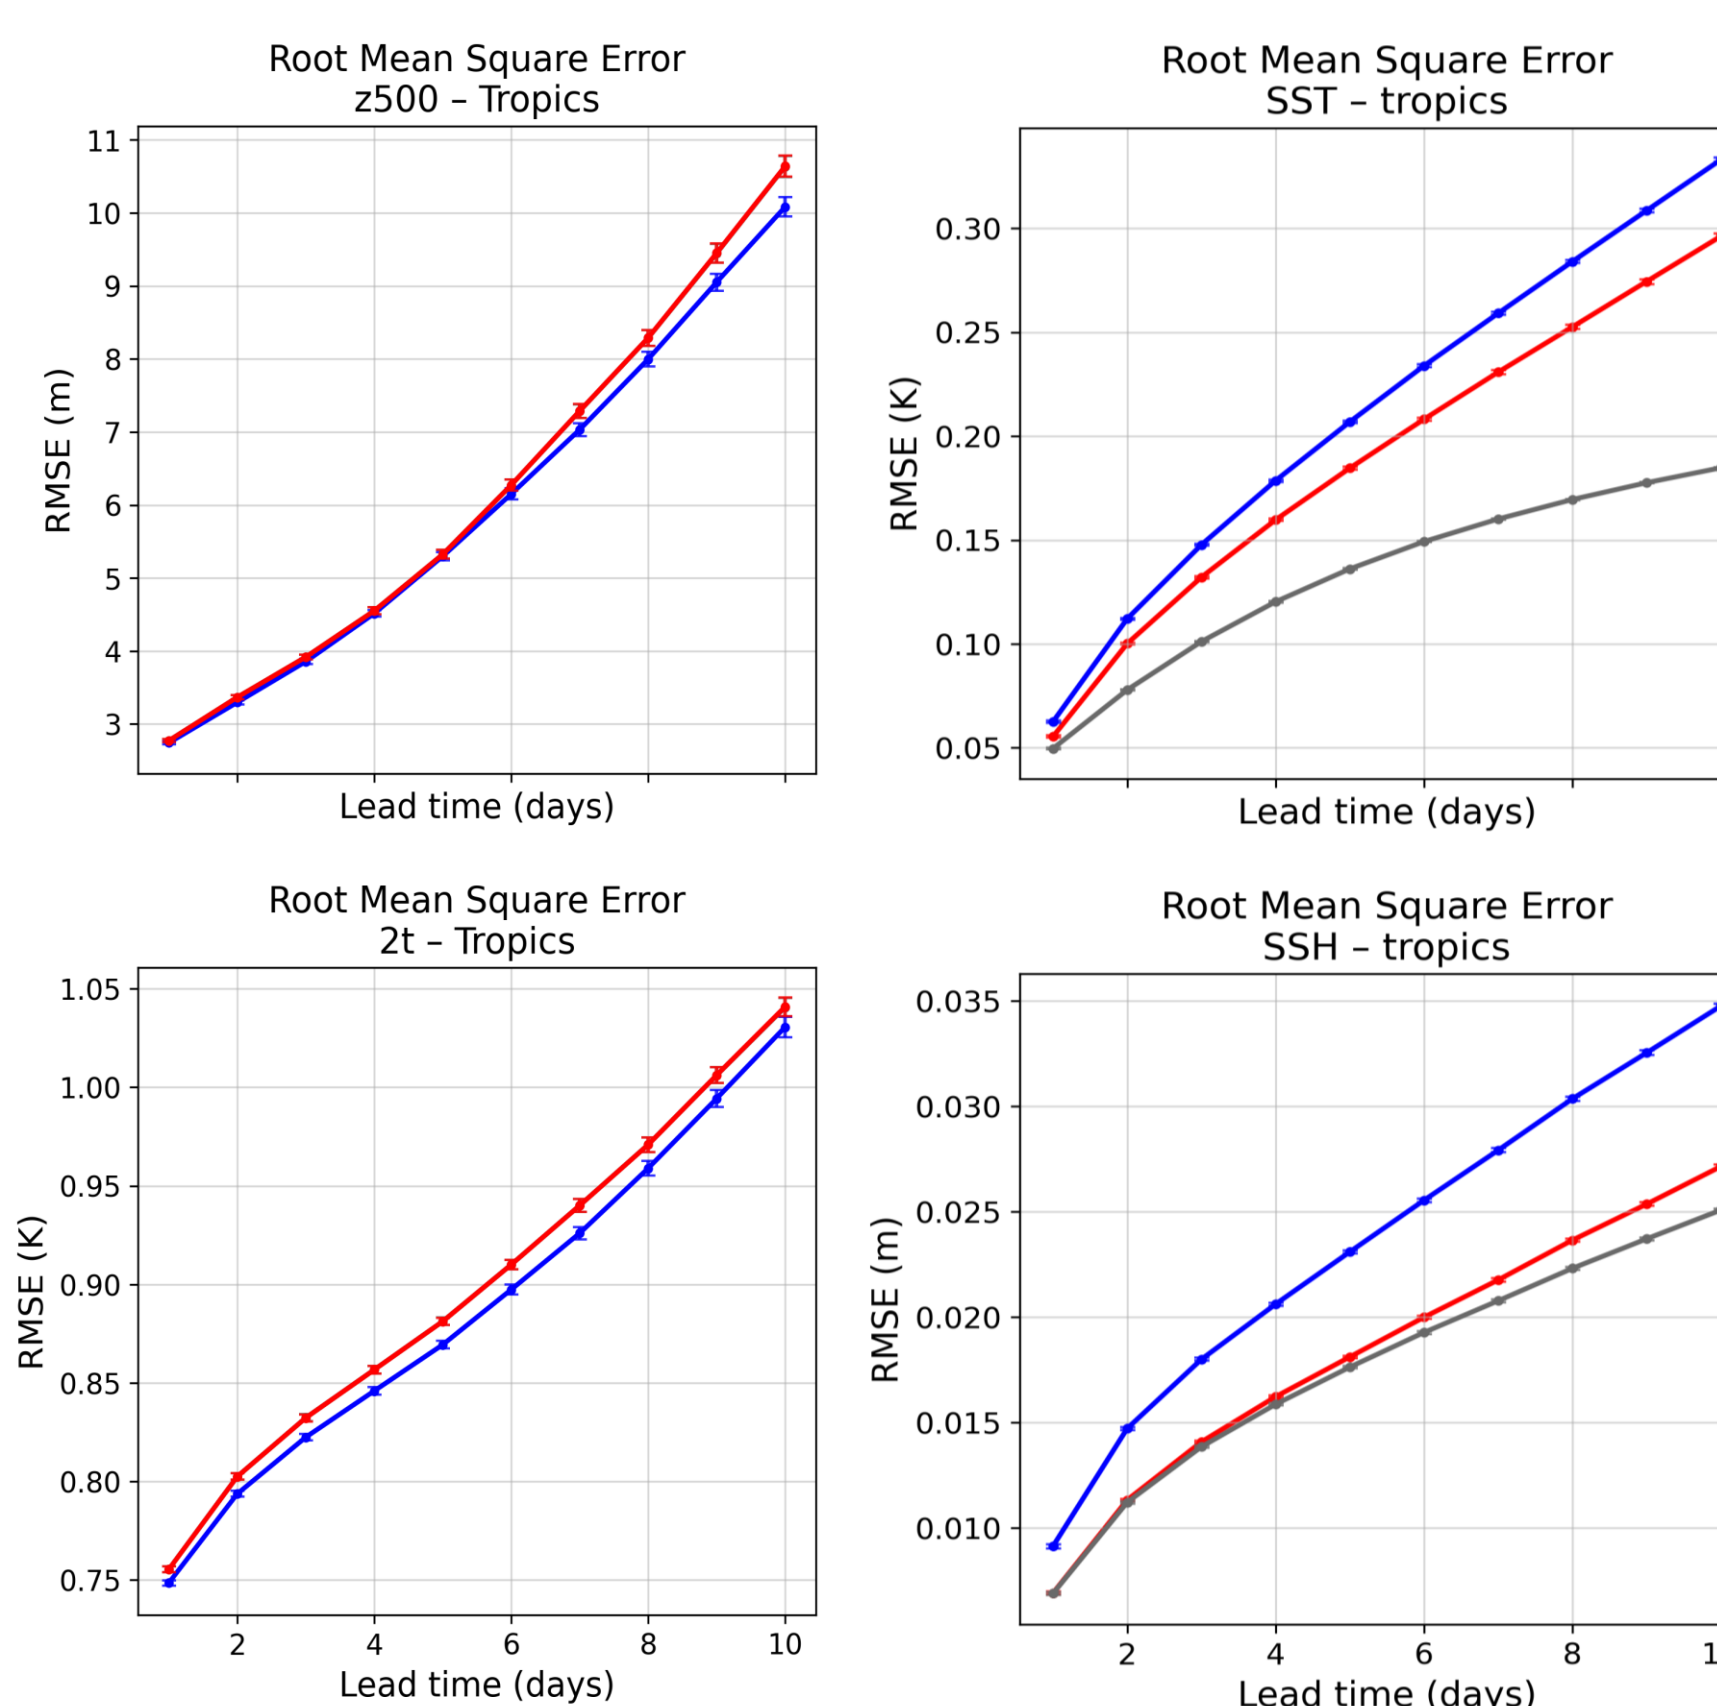 Root Mean Square Error
z500 – Tropics
11
10
9
8
7
6
5
4
3
RMSE (m)
Lead time (days)
Root Mean Square Error
SST – tropics
0.30
0.25
0.20
0.15
0.10
0.05
RMSE (K)
Lead time (days)
Root Mean Square Error
2t – Tropics
1.05
1.00
0.95
0.90
0.85
0.80
0.75
RMSE (K)
2 4 6 8 10
Lead time (days)
Root Mean Square Error
SSH – tropics
0.035
0.030
0.025
0.020
0.015
0.010
RMSE (m)
2 4 6 8 1
Lead time (days)